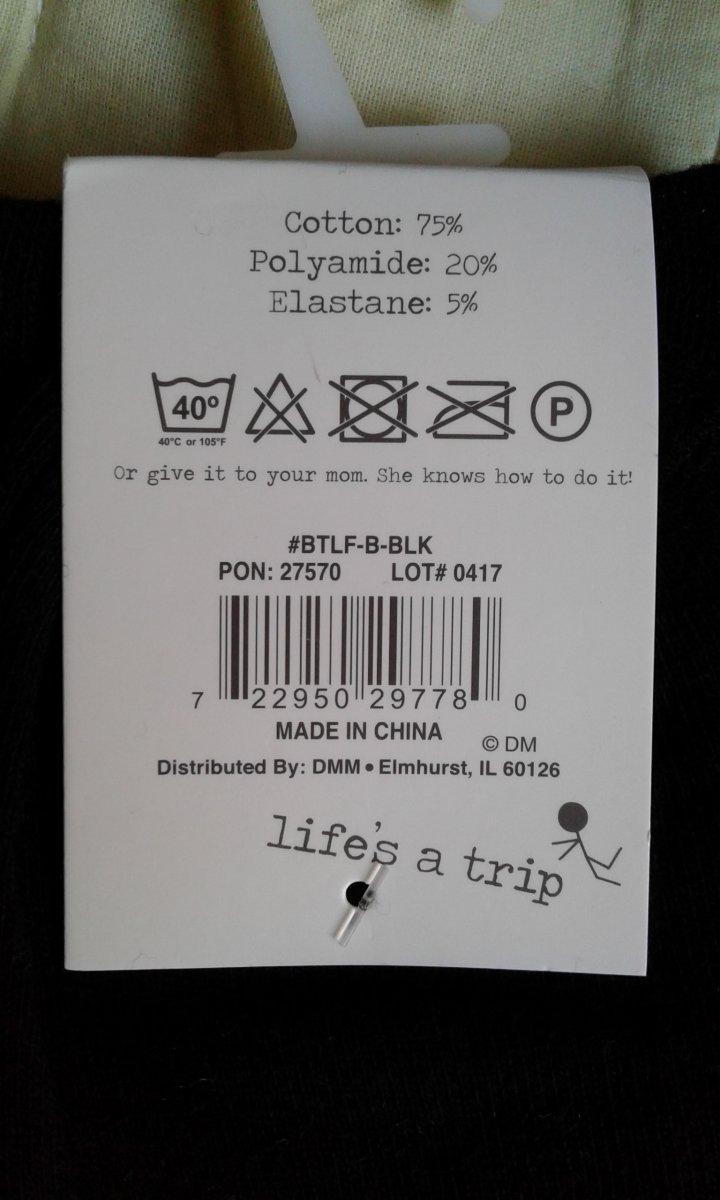 Cotton: 75%
Polyamide: 20%
Elastane: 5%
40º
40°C or 105°F
P
Or give it to your mom. She knows how to do it!
#BTLF-B-BLK
PON: 27570 LOT# 0417
7 22950 29778 0
MADE IN CHINA
© DM
Distributed By: DMM • Elmhurst, IL 60126
life's a trip